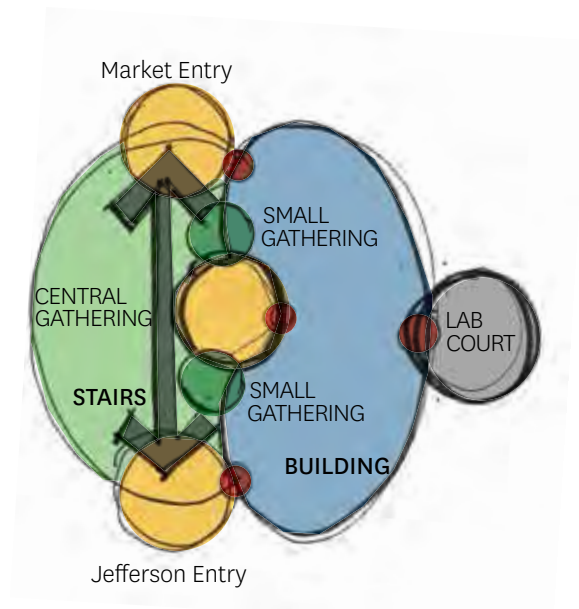 Market Entry
SMALL
GATHERING
CENTRAL
GATHERING
LAB
COURT
STAIRS
SMALL
GATHERING
BUILDING
Jefferson Entry